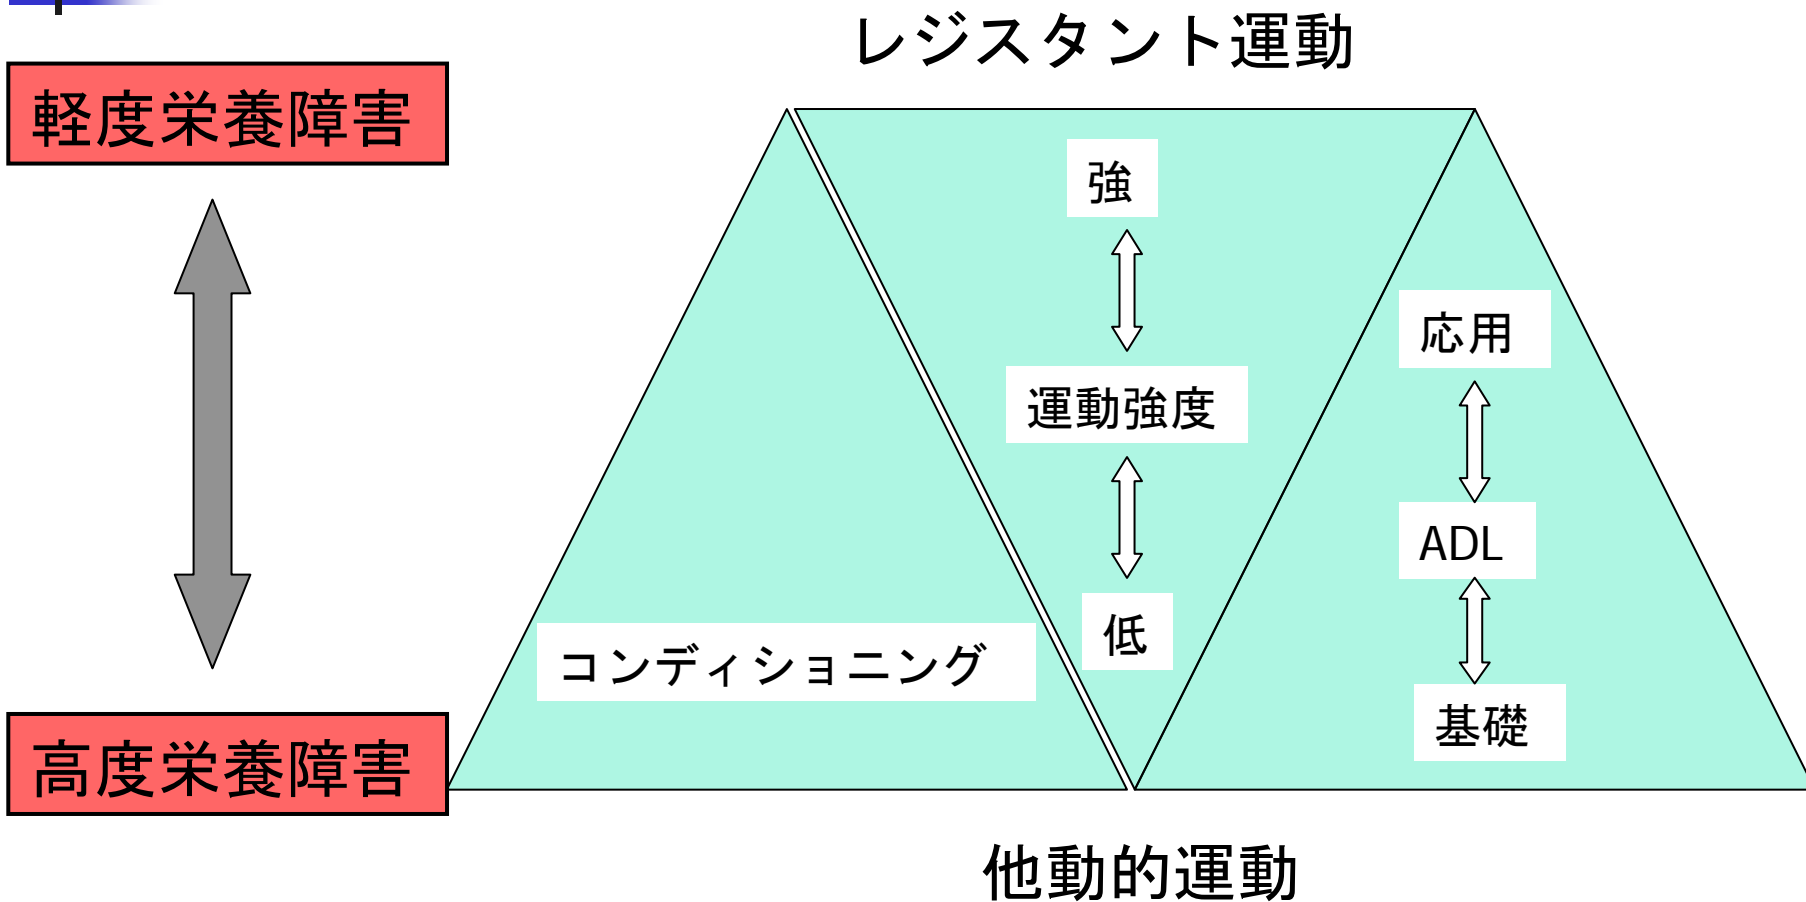 レジスタント運動
軽度栄養障害
強
応用
運動強度
ADL
低
コンディショニング
基礎
高度栄養障害
他動的運動